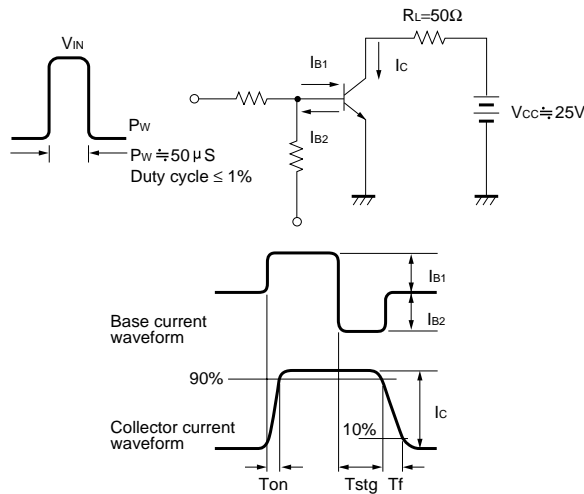 VIN
PW
PW≒50μS
Duty cycle ≤ 1%
RL=50Ω
IB1
IC
IB2
VCC≒25V
Base current
waveform
IB1
IB2
90%
Collector current
waveform
10%
IC
Ton
Tstg
Tf